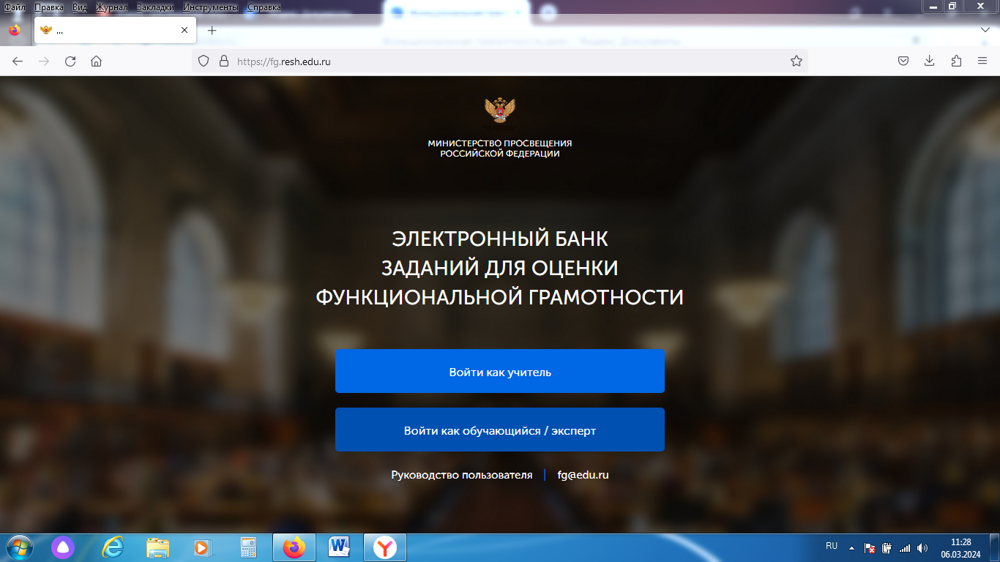 Файл Правка Вид Журнал Закладки Инструменты Справка
...
https://fg.resh.edu.ru
МИНИСТЕРСТВО ПРОСВЕЩЕНИЯ
РОССИЙСКОЙ ФЕДЕРАЦИИ
ЭЛЕКТРОННЫЙ БАНК
ЗАДАНИЙ ДЛЯ ОЦЕНКИ
ФУНКЦИОНАЛЬНОЙ ГРАМОТНОСТИ
Войти как учитель
Войти как обучающийся / эксперт
Руководство пользователя | fg@edu.ru
RU
11:28
06.03.2024